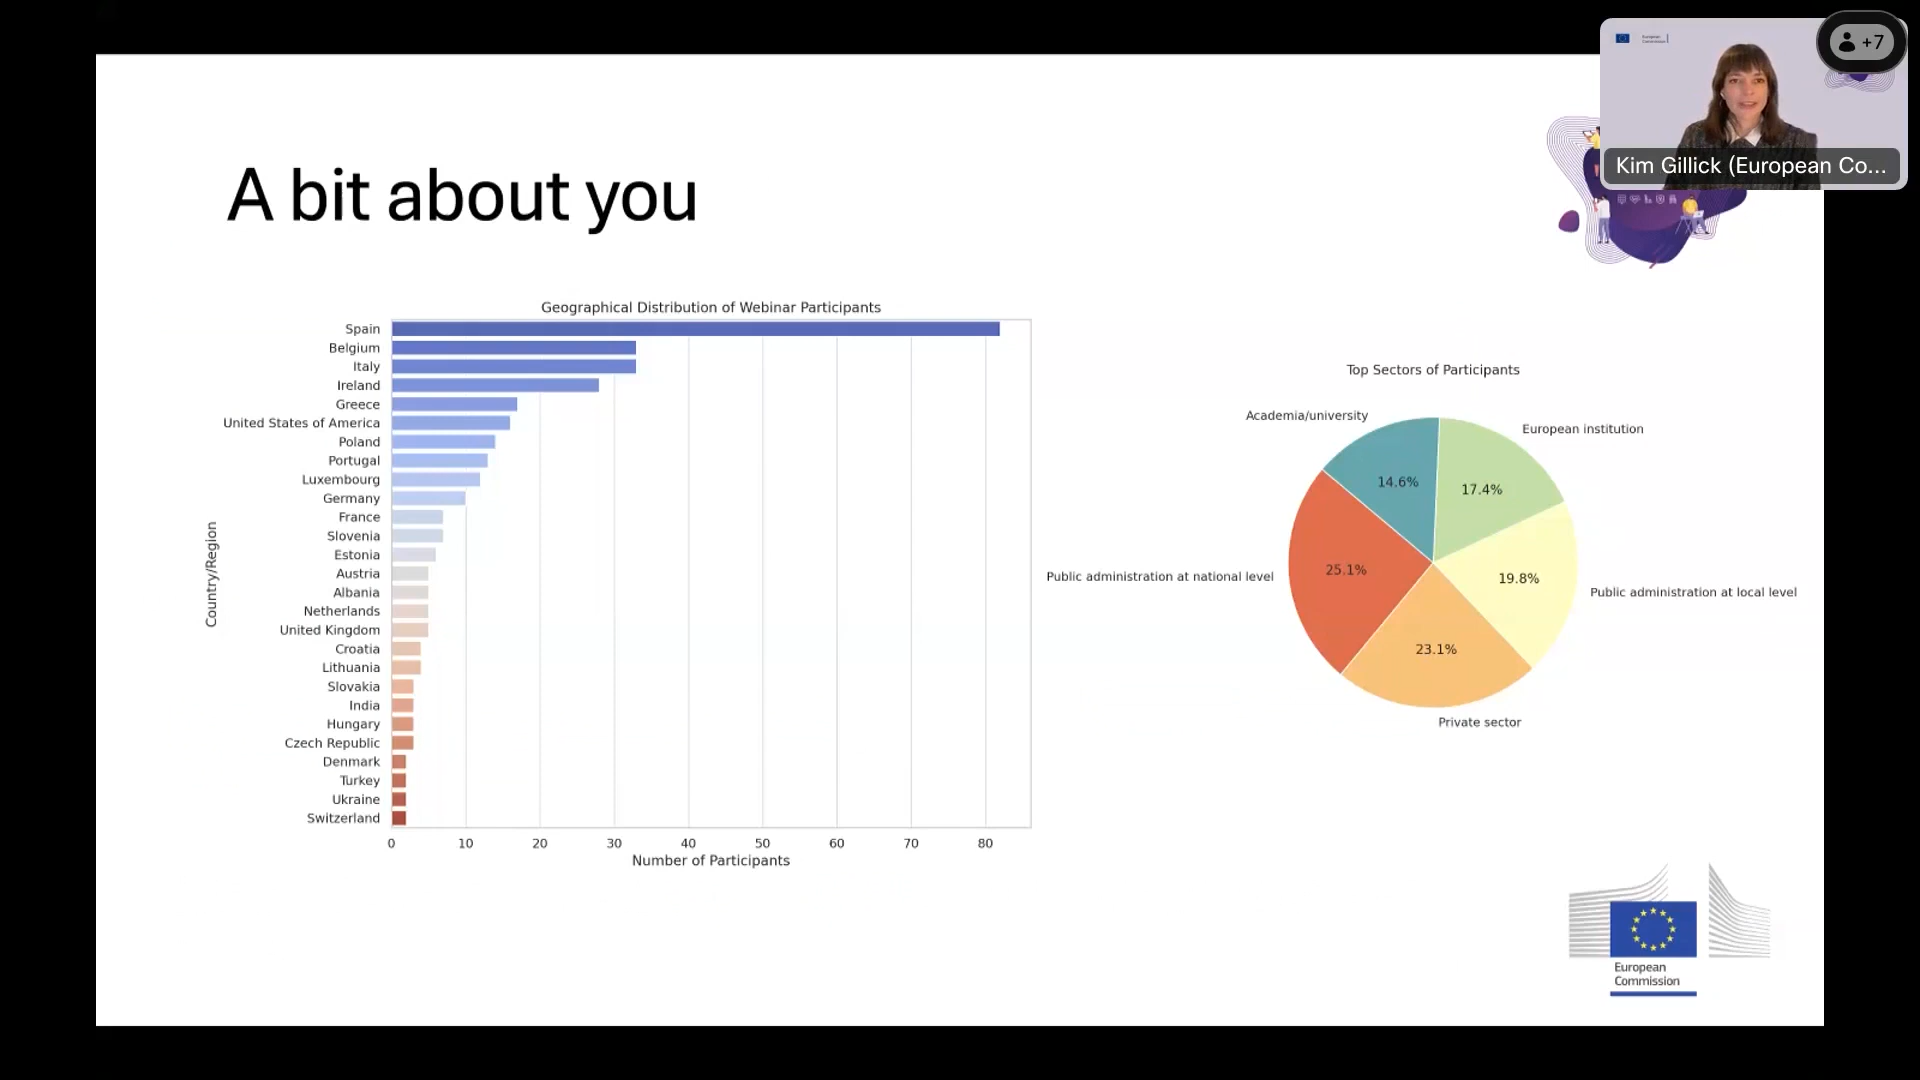 +7
European
Commission
Kim Gillick (European Co...
A bit about you
Geographical Distribution of Webinar Participants
Country/Region
Spain
Belgium
Italy
Ireland
Greece
United States of America
Poland
Portugal
Luxembourg
Germany
France
Slovenia
Estonia
Austria
Albania
Netherlands
United Kingdom
Croatia
Lithuania
Slovakia
India
Hungary
Czech Republic
Denmark
Turkey
Ukraine
Switzerland
0 10 20 30 40 50 60 70 80
Number of Participants
Top Sectors of Participants
Academia/university
European institution
14.6%
17.4%
25.1%
Public administration at national level
19.8%
Public administration at local level
23.1%
Private sector
European
Commission